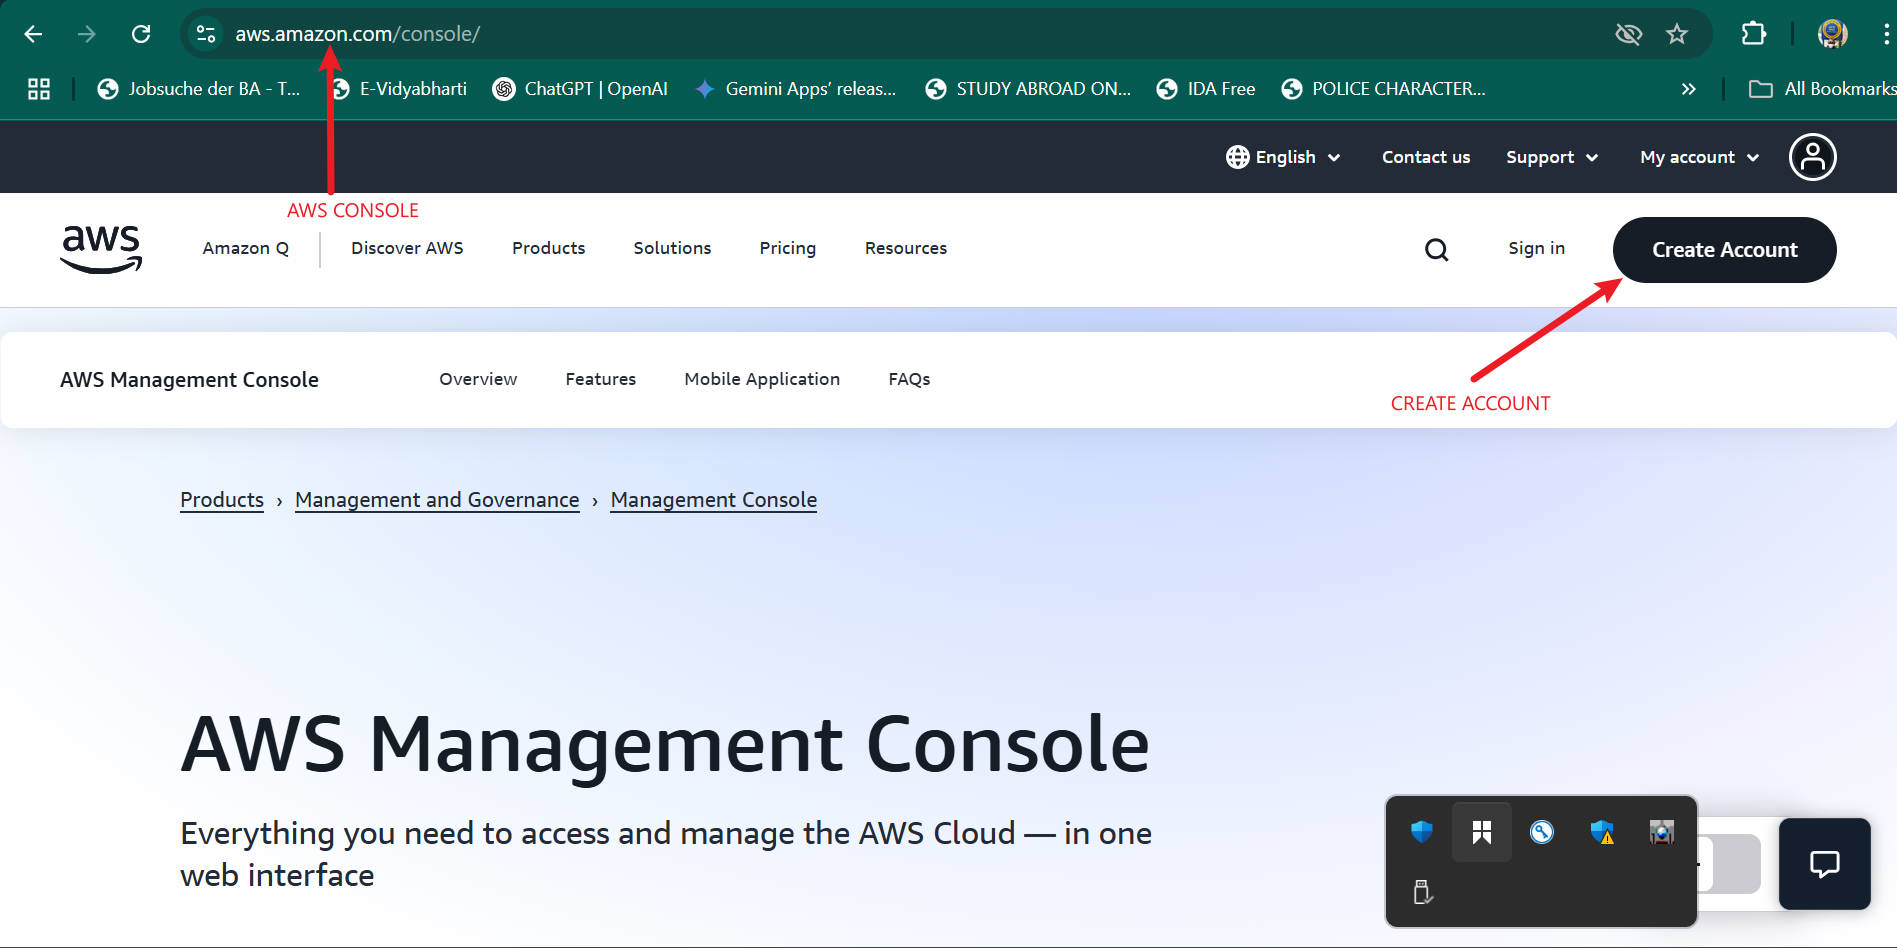 aws.amazon.com/console/
Jobsuche der BA - T... E-Vidyabharti ChatGPT | OpenAI Gemini Apps’ releas... STUDY ABROAD ON... IDA Free POLICE CHARACTER... » All Bookmarks
English Contact us Support My account
AWS CONSOLE
aws Amazon Q Discover AWS Products Solutions Pricing Resources Sign in Create Account
AWS Management Console Overview Features Mobile Application FAQs
CREATE ACCOUNT
Products › Management and Governance › Management Console
AWS Management Console
Everything you need to access and manage the AWS Cloud — in one
web interface